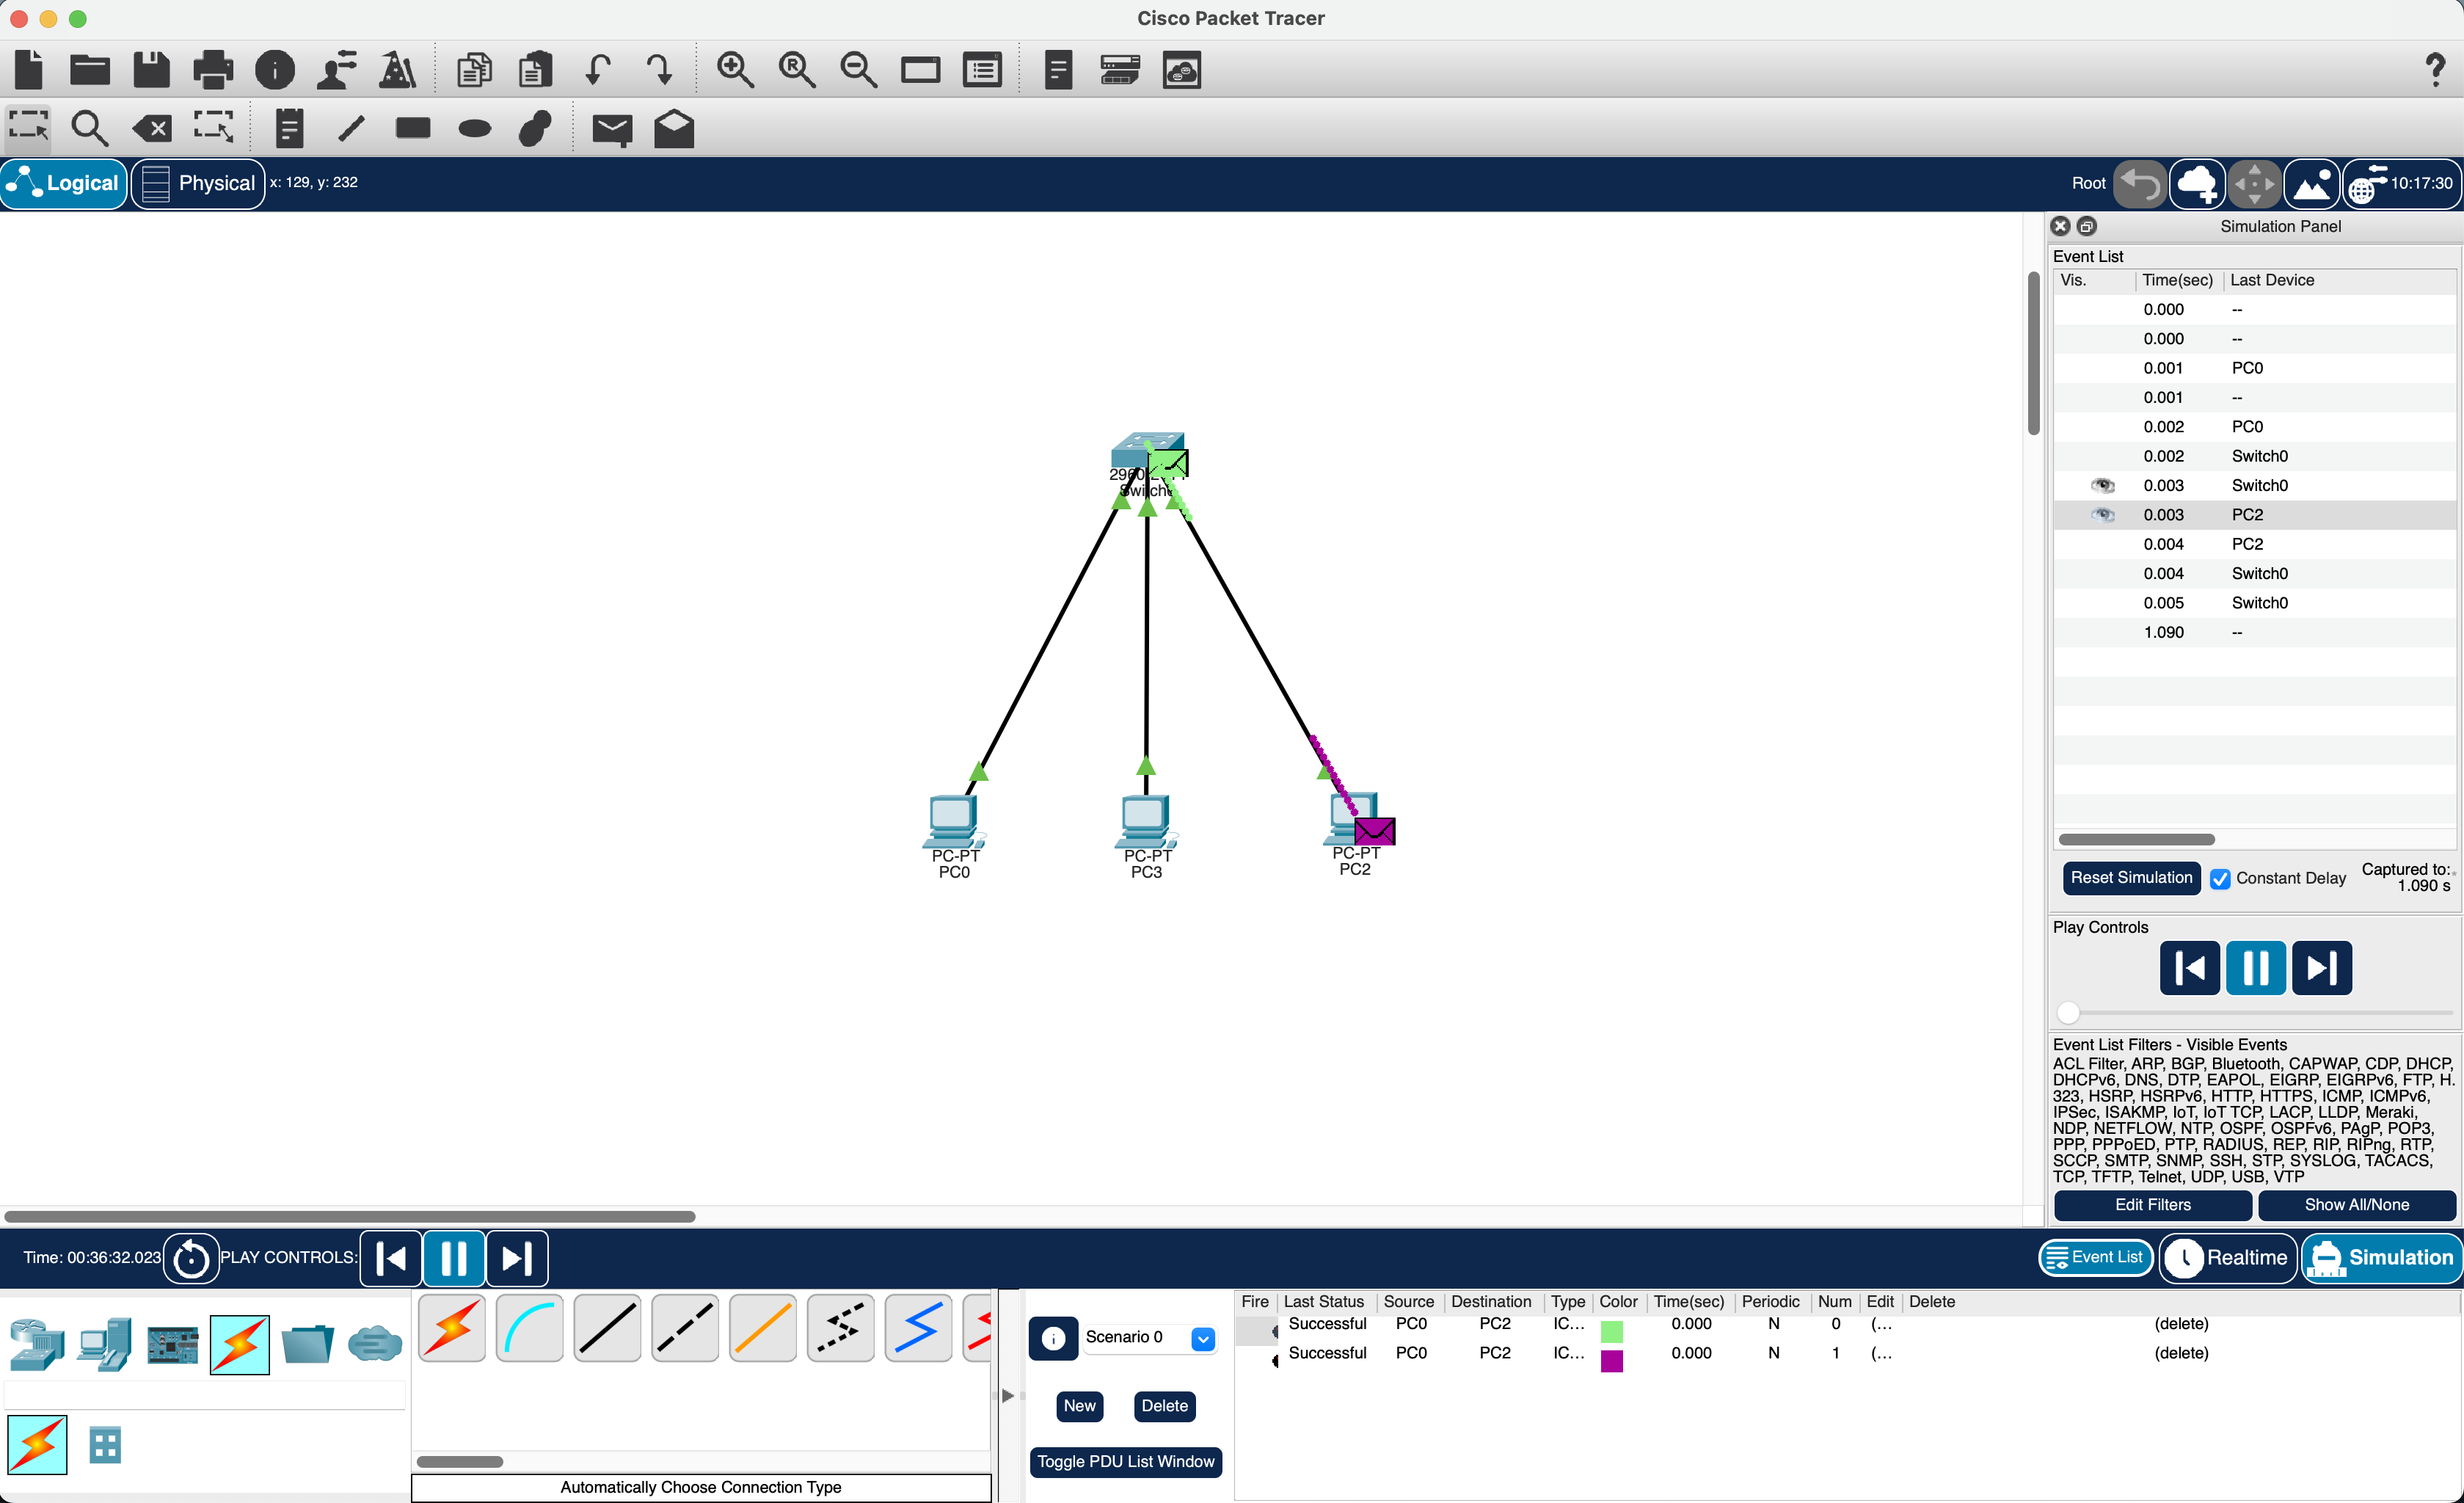 Cisco Packet Tracer
Logical Physical x: 129, y: 232 Root 10:17:30
Simulation Panel
Event List
Vis. Time(sec) Last Device
0.000 --
0.000 --
0.001 PC0
0.001 --
0.002 PC0
0.002 Switch0
0.003 Switch0
0.003 PC2
0.004 PC2
0.004 Switch0
0.005 Switch0
1.090 --
PC-PT
PC0
PC-PT
PC3
PC-PT
PC2
Reset Simulation Constant Delay Captured to:
1.090 s
Play Controls
Event List Filters - Visible Events
ACL Filter, ARP, BGP, Bluetooth, CAPWAP, CDP, DHCP,
DHCPv6, DNS, DTP, EAPOL, EIGRP, EIGRPv6, FTP, H.
323, HSRP, HSRPv6, HTTP, HTTPS, ICMP, ICMPv6,
IPSec, ISAKMP, IoT, IoT TCP, LACP, LLDP, Meraki,
NDP, NETFLOW, NTP, OSPF, OSPFv6, PAgP, POP3,
PPP, PPPoED, PTP, RADIUS, REP, RIP, RIPng, RTP,
SCCP, SMTP, SNMP, SSH, STP, SYSLOG, TACACS,
TCP, TFTP, Telnet, UDP, USB, VTP
Edit Filters Show All/None
Time: 00:36:32.023 PLAY CONTROLS: Event List Realtime Simulation
Scenario 0
New Delete
Toggle PDU List Window
Automatically Choose Connection Type
Fire Last Status Source Destination Type Color Time(sec) Periodic Num Edit Delete
Successful PC0 PC2 IC... 0.000 N 0 (... (delete)
Successful PC0 PC2 IC... 0.000 N 1 (... (delete)